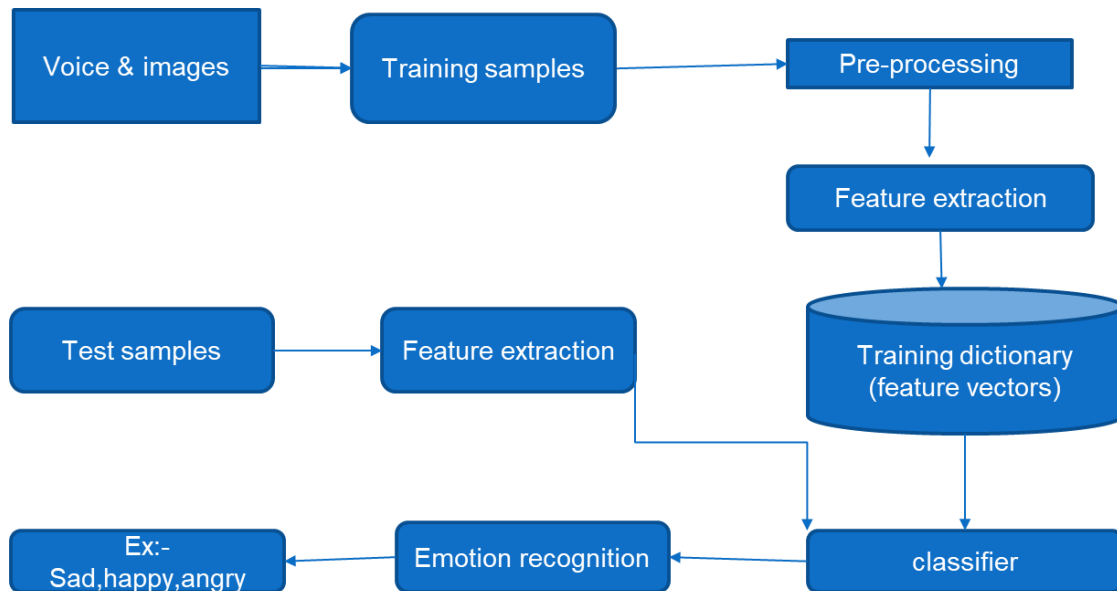 Voice & images
Training samples
Pre-processing
Feature extraction
Test samples
Feature extraction
Training dictionary
(feature vectors)
Ex:-
Sad,happy,angry
Emotion recognition
classifier